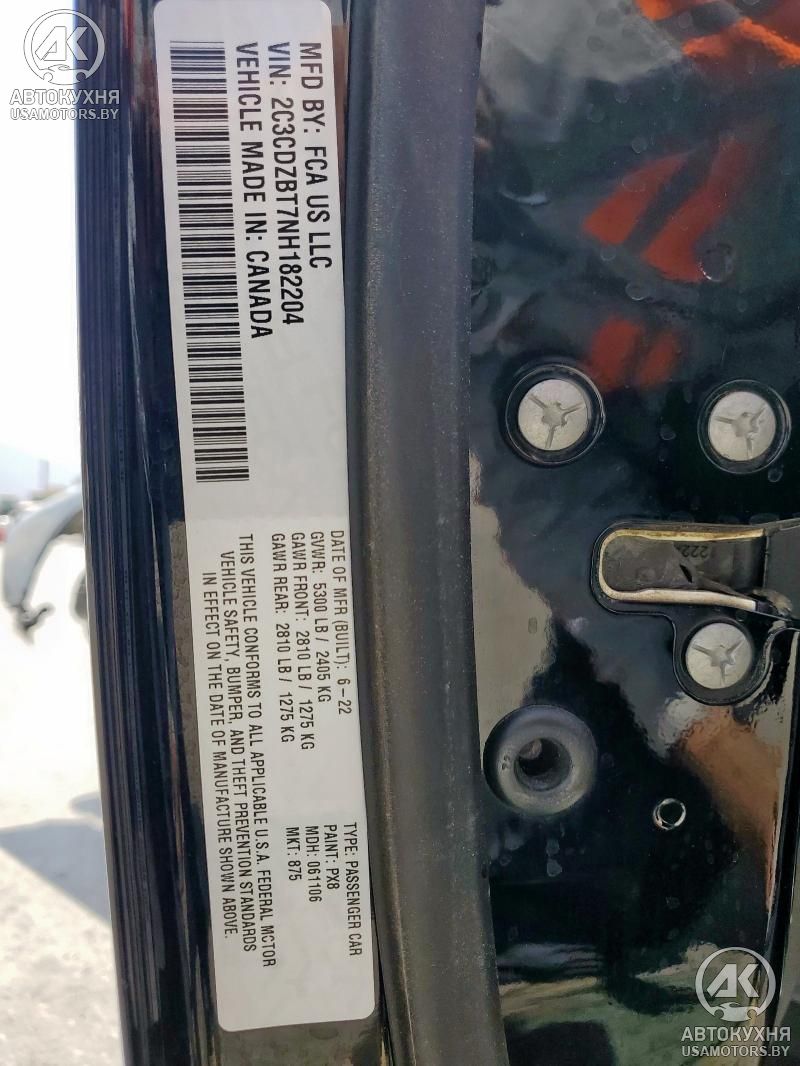 AK
АВТОКУХНЯ
USAMOTORS.BY
MFD BY: FCA US LLC
VIN: 2C3CDZBT7NH182204
VEHICLE MADE IN: CANADA
DATE OF MFR (BUILT): 6-22
GVWR: 5300 LB / 2405 KG
GAWR FRONT: 2810 LB / 1275 KG
GAWR REAR: 2810 LB / 1275 KG
THIS VEHICLE CONFORMS TO ALL APPLICABLE U.S.A. FEDERAL MOTOR
VEHICLE SAFETY, BUMPER, AND THEFT PREVENTION STANDARDS
IN EFFECT ON THE DATE OF MANUFACTURE SHOWN ABOVE.
TYPE: PASSENGER CAR
PAINT: PX8
MDH: 061106
MKT: 875
AK
АВТОКУХНЯ
USAMOTORS.BY